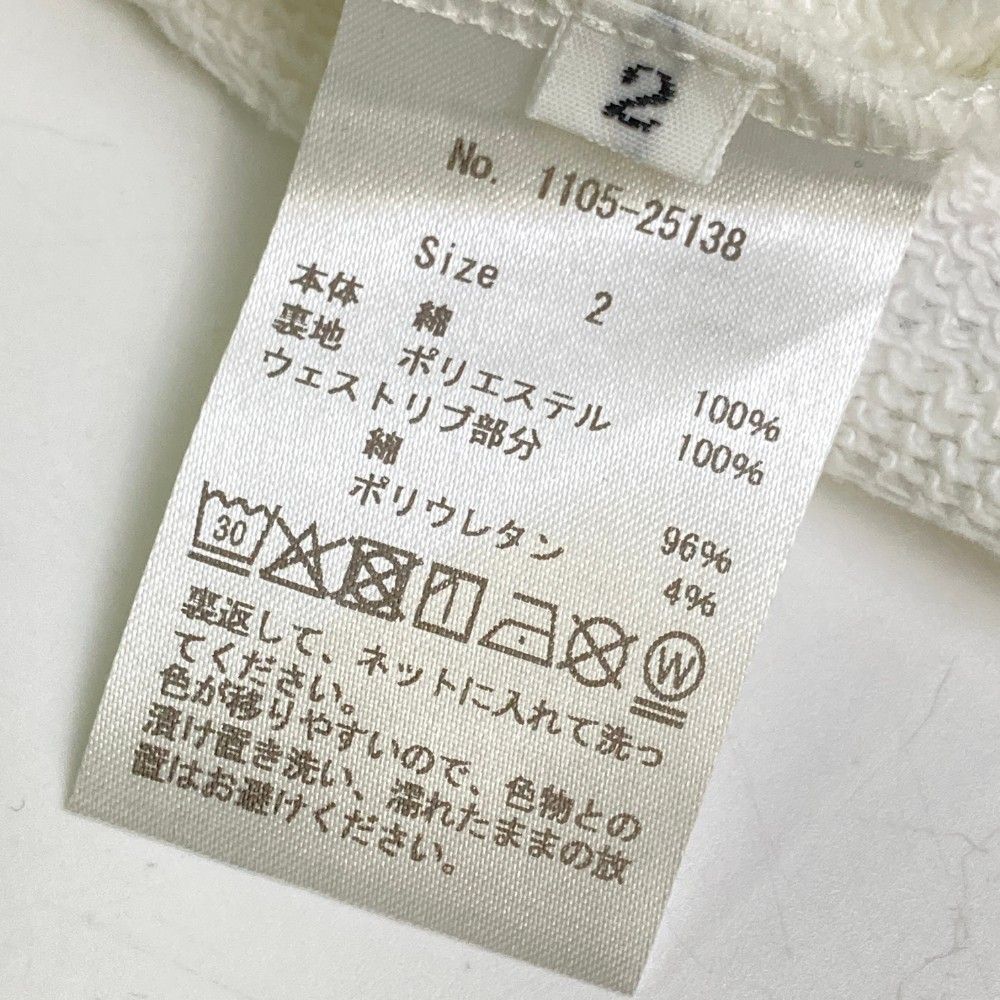 2
No. 1105-25138
Size 2
本体 綿 100%
裏地 ポリエステル 100%
ウェストリブ部分
綿 96%
ポリウレタン 4%
30
W
裏返して、ネットに入れて洗っ
てください。
色が移りやすいので、色物との
漬け置き洗い、濡れたままの放
置はお避けください。